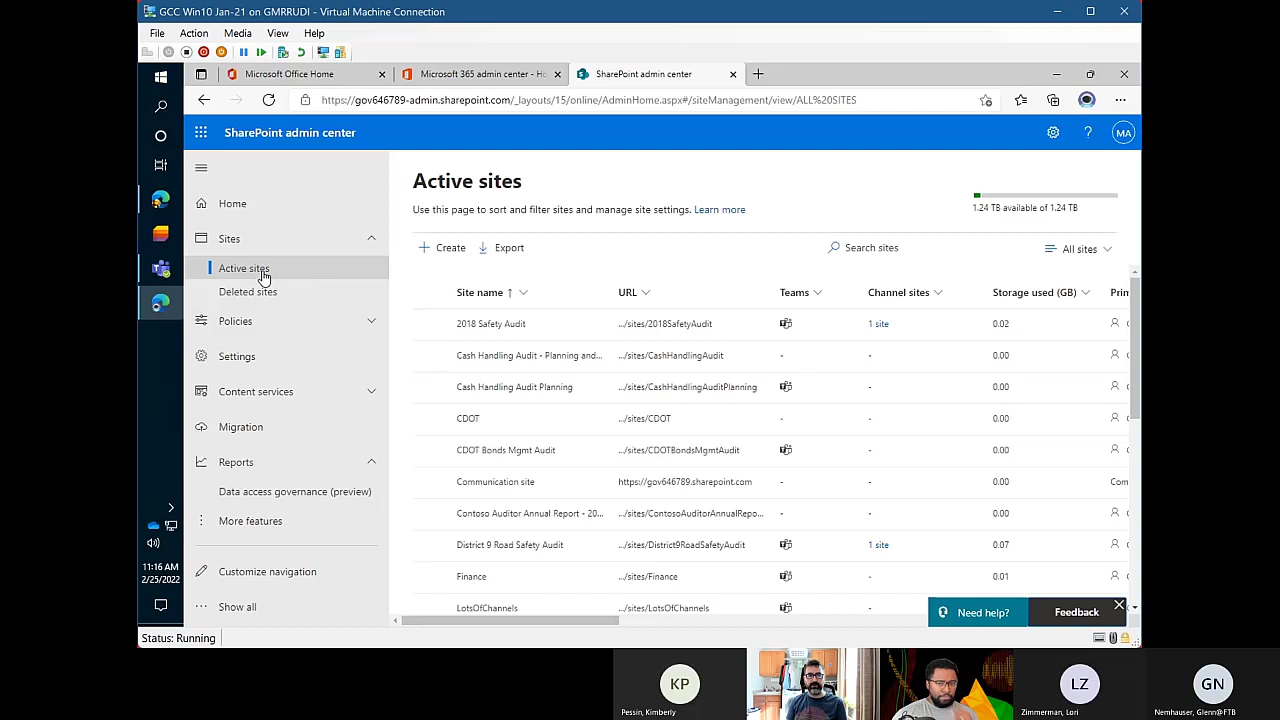 GCC Win10 Jan-21 on GMRRUDI - Virtual Machine Connection
File Action Media View Help
Microsoft Office Home
Microsoft 365 admin center - Ho
SharePoint admin center
https://gov646789-admin.sharepoint.com/_layouts/15/online/AdminHome.aspx#/siteManagement/view/ALL%20SITES
SharePoint admin center
MA
Home
Sites
Active sites
Deleted sites
Policies
Settings
Content services
Migration
Reports
Data access governance (preview)
More features
Customize navigation
Show all
11:16 AM
2/25/2022
Active sites
Use this page to sort and filter sites and manage site settings. Learn more
1.24 TB available of 1.24 TB
Create Export Search sites All sites
Site name ↑ URL Teams Channel sites Storage used (GB) Prim
2018 Safety Audit .../sites/2018SafetyAudit 1 site 0.02
Cash Handling Audit - Planning and... .../sites/CashHandlingAudit - - 0.00
Cash Handling Audit Planning .../sites/CashHandlingAuditPlanning - 0.00
CDOT .../sites/CDOT - - 0.00
CDOT Bonds Mgmt Audit .../sites/CDOTBondsMgmtAudit - 0.00
Communication site https://gov646789.sharepoint.com - - 0.00 Com
Contoso Auditor Annual Report - 20... .../sites/ContosoAuditorAnnualRepo... - - 0.00
District 9 Road Safety Audit .../sites/District9RoadSafetyAudit 1 site 0.07
Finance .../sites/Finance - 0.01
LotsOfChannels .../sites/LotsOfChannels
Need help? Feedback
Status: Running
KP
Pessin, Kimberly
LZ
Zimmerman, Lori
GN
Nemhauser, Glenn@FTB